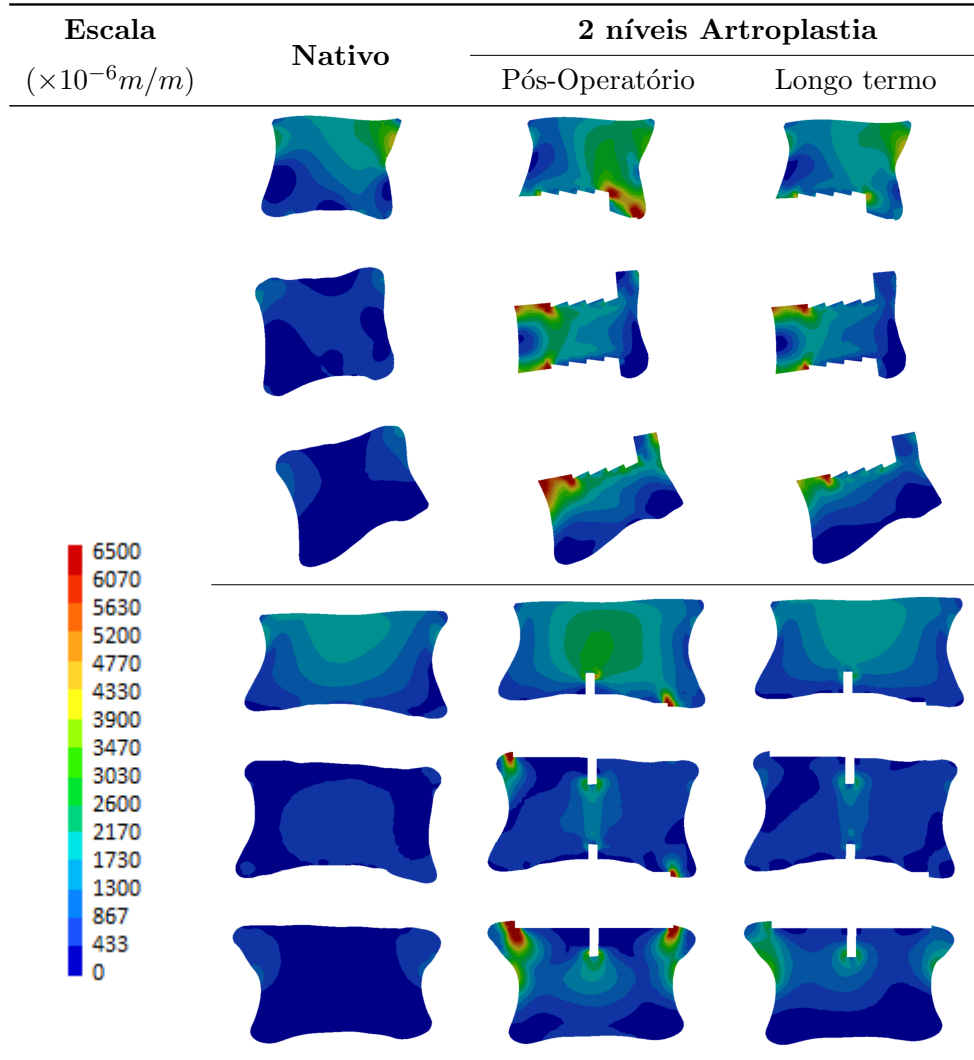 Escala
(×10⁻⁶m/m)
Nativo
2 níveis Artroplastia
Pós-Operatório
Longo termo
6500
6070
5630
5200
4770
4330
3900
3470
3030
2600
2170
1730
1300
867
433
0